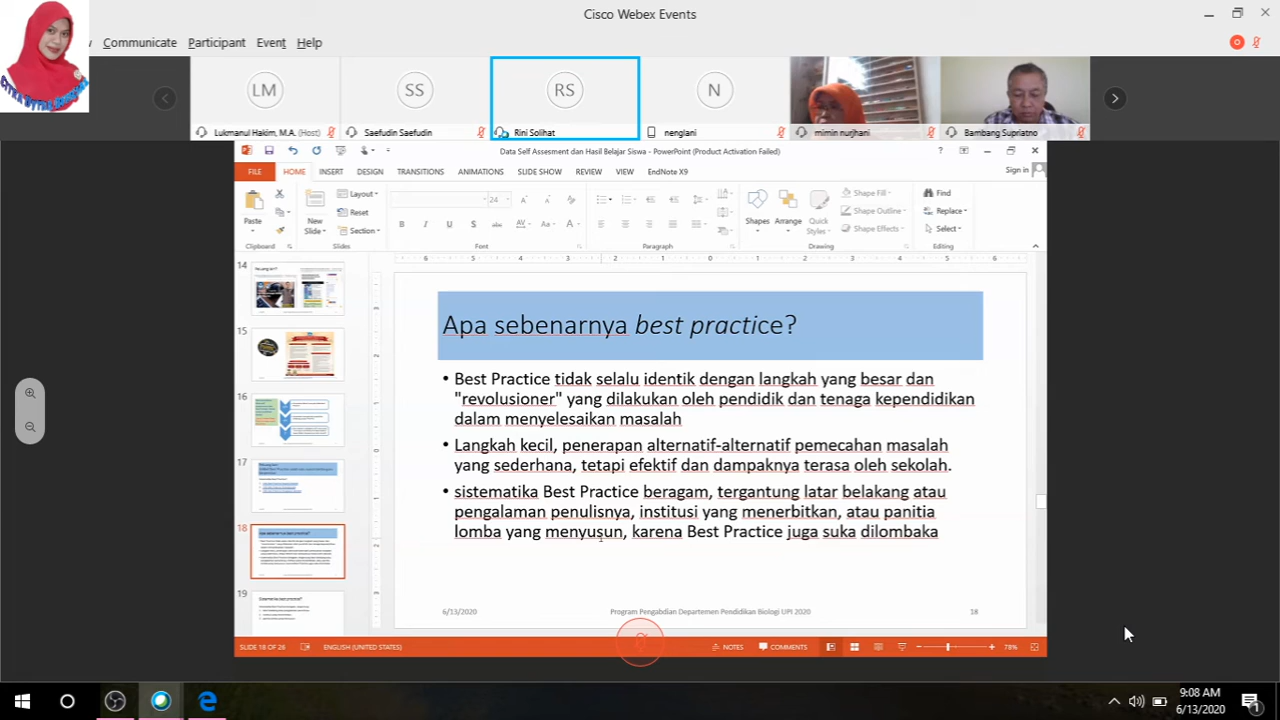 Cisco Webex Events
Communicate Participant Event Help
LM SS RS N
Lukmanul Hakim, M.A. (Host) Saefudin Saefudin Rini Solihat nenglani mimin nurjhani Bambang Supriatno
Data Self Assesment dan Hasil Belajar Siswa - PowerPoint (Product Activation Failed)
FILE HOME INSERT DESIGN TRANSITIONS ANIMATIONS SLIDE SHOW REVIEW VIEW EndNote X9 Sign in
Paste
New
Slide
Layout
Reset
Section
24
Shapes
Arrange
Quick
Styles
Shape Fill
Shape Outline
Shape Effects
Find
Replace
Select
Clipboard Slides Font Paragraph Drawing Editing
14
15
16
17
18
19
Apa sebenarnya best practice?
• Best Practice tidak selalu identik dengan langkah yang besar dan
"revolusioner" yang dilakukan oleh pendidik dan tenaga kependidikan
dalam menyelesaikan masalah
• Langkah kecil, penerapan alternatif-alternatif pemecahan masalah
yang sederhana, tetapi efektif dan dampaknya terasa oleh sekolah.
• sistematika Best Practice beragam, tergantung latar belakang atau
pengalaman penulisnya, institusi yang menerbitkan, atau panitia
lomba yang menyusun, karena Best Practice juga suka dilombaka
6/13/2020 Program Pengabdian Departemen Pendidikan Biologi UPI 2020 18
SLIDE 18 OF 26 ENGLISH (UNITED STATES) NOTES COMMENTS 78%
9:08 AM
6/13/2020